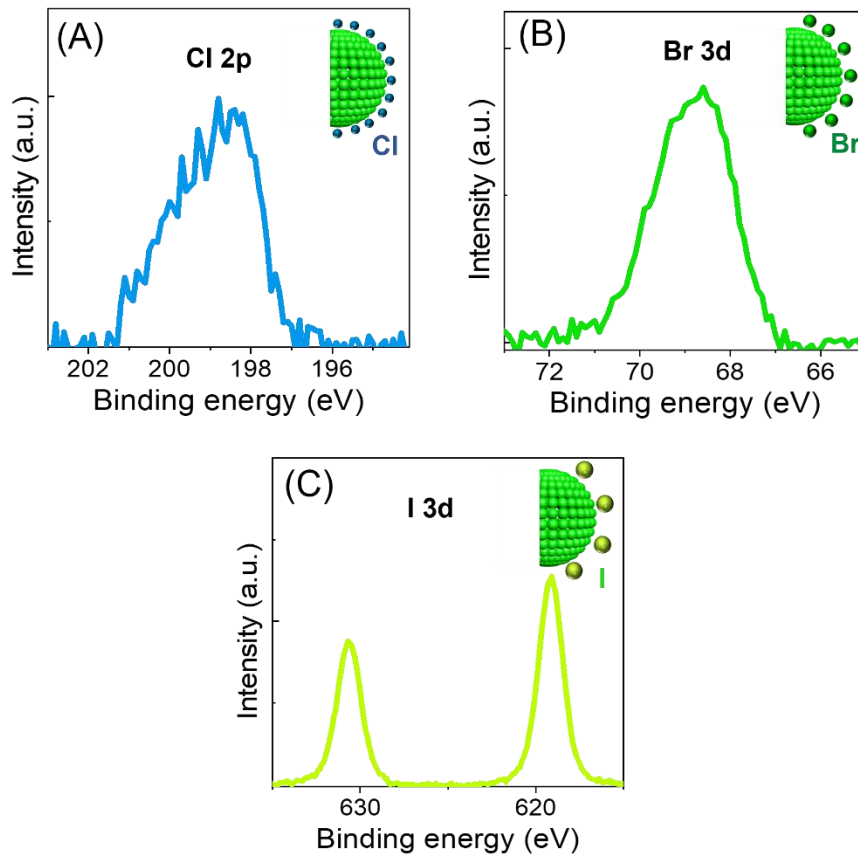 (A)
Cl 2p
Cl
Intensity (a.u.)
202 200 198 196
Binding energy (eV)
(B)
Br 3d
Br
Intensity (a.u.)
72 70 68 66
Binding energy (eV)
(C)
I 3d
I
Intensity (a.u.)
630 620
Binding energy (eV)